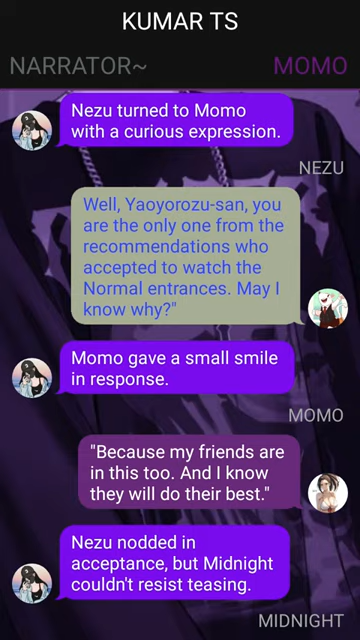 KUMAR TS
NARRATOR~ MOMO
Nezu turned to Momo
with a curious expression.
NEZU
Well, Yaoyorozu-san, you
are the only one from the
recommendations who
accepted to watch the
Normal entrances. May I
know why?"
Momo gave a small smile
in response.
MOMO
"Because my friends are
in this too. And I know
they will do their best."
Nezu nodded in
acceptance, but Midnight
couldn't resist teasing.
MIDNIGHT